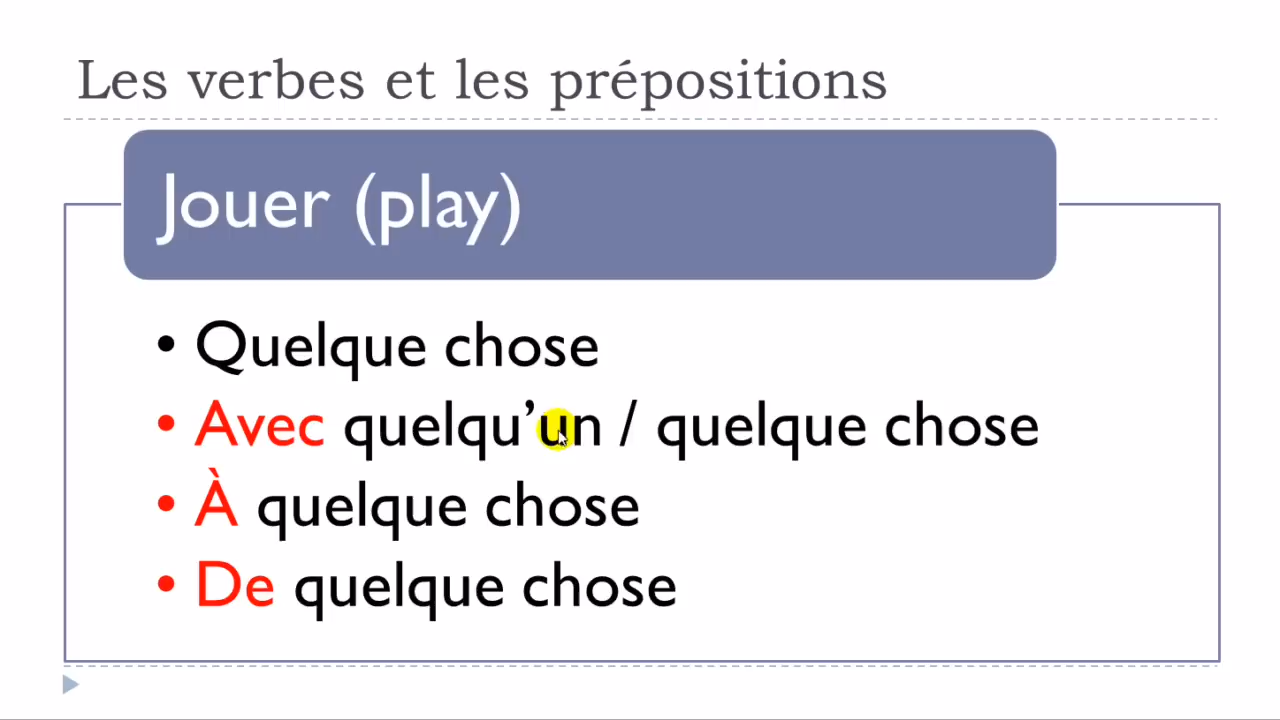 Les verbes et les prépositions
Jouer (play)
• Quelque chose
• Avec quelqu’un / quelque chose
• À quelque chose
• De quelque chose